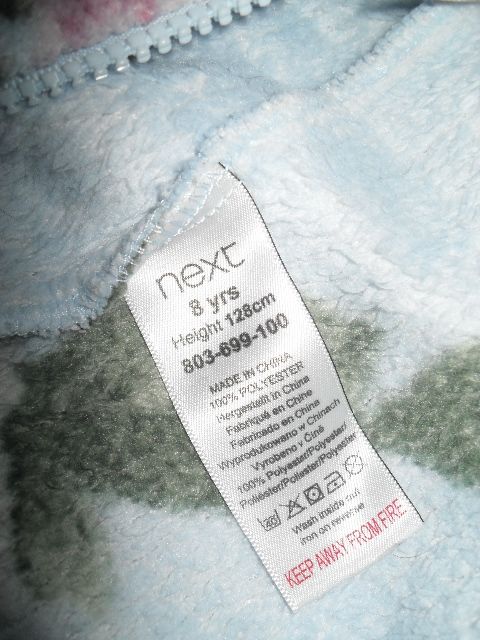 next
8 yrs
Height 128cm
803-699-100
MADE IN CHINA
100% POLYESTER
Hergestellt in China
Fabriqué en Chine
Fabricado en China
Wyprodukowano w Chinach
Vyrobeno v Číně
100% Polyester/Polyester/
Poliéster/Poliester/Polyester
Wash inside out
iron on reverse
KEEP AWAY FROM FIRE